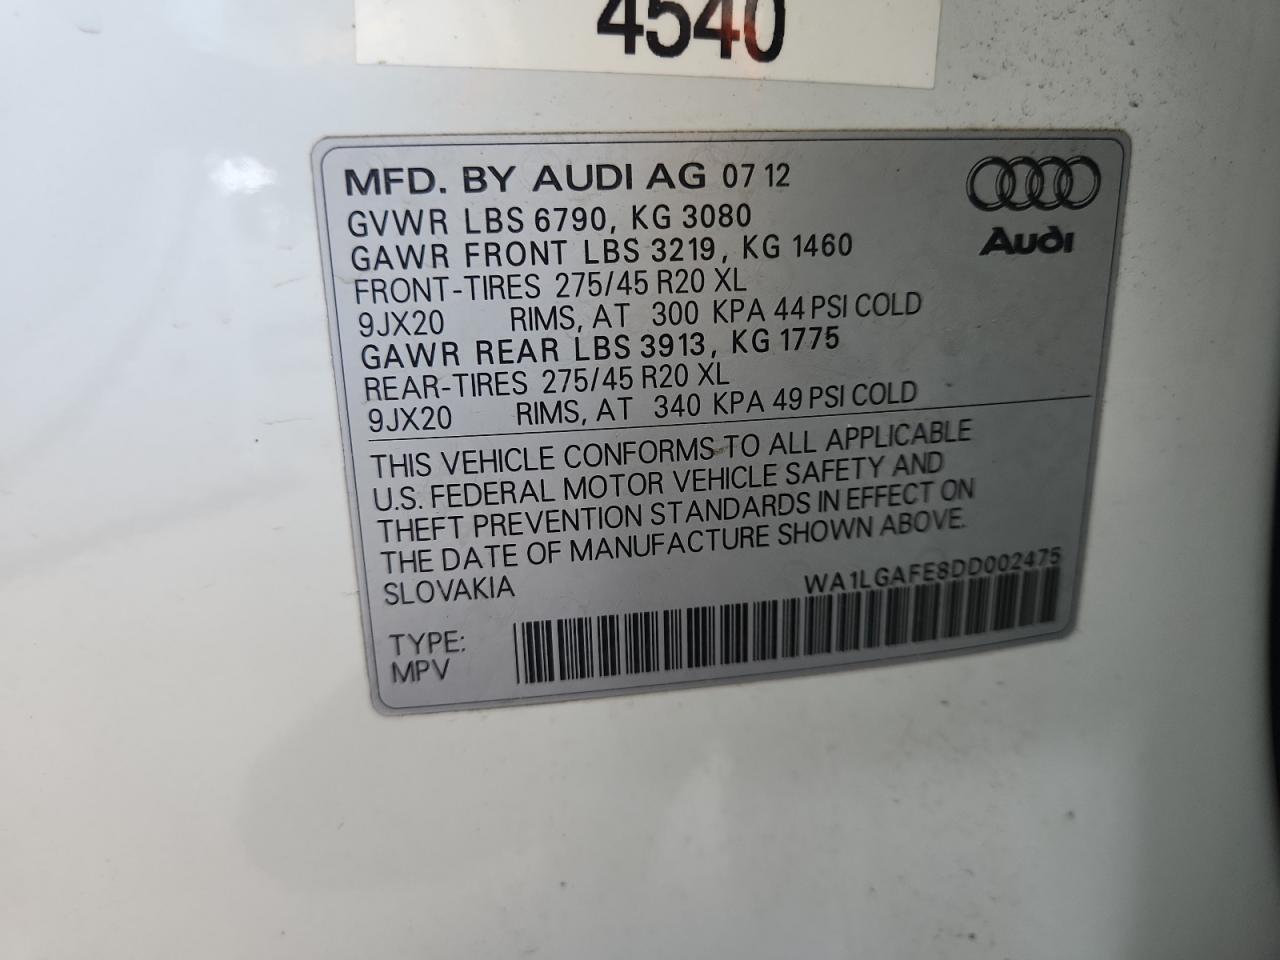 4540
MFD. BY AUDI AG 07 12
GVWR LBS 6790, KG 3080
GAWR FRONT LBS 3219, KG 1460
FRONT-TIRES 275/45 R20 XL
9JX20 RIMS, AT 300 KPA 44 PSI COLD
GAWR REAR LBS 3913, KG 1775
REAR-TIRES 275/45 R20 XL
9JX20 RIMS, AT 340 KPA 49 PSI COLD
Audi
THIS VEHICLE CONFORMS TO ALL APPLICABLE
U.S. FEDERAL MOTOR VEHICLE SAFETY AND
THEFT PREVENTION STANDARDS IN EFFECT ON
THE DATE OF MANUFACTURE SHOWN ABOVE.
SLOVAKIA
WA1LGAFE8DD002475
TYPE:
MPV